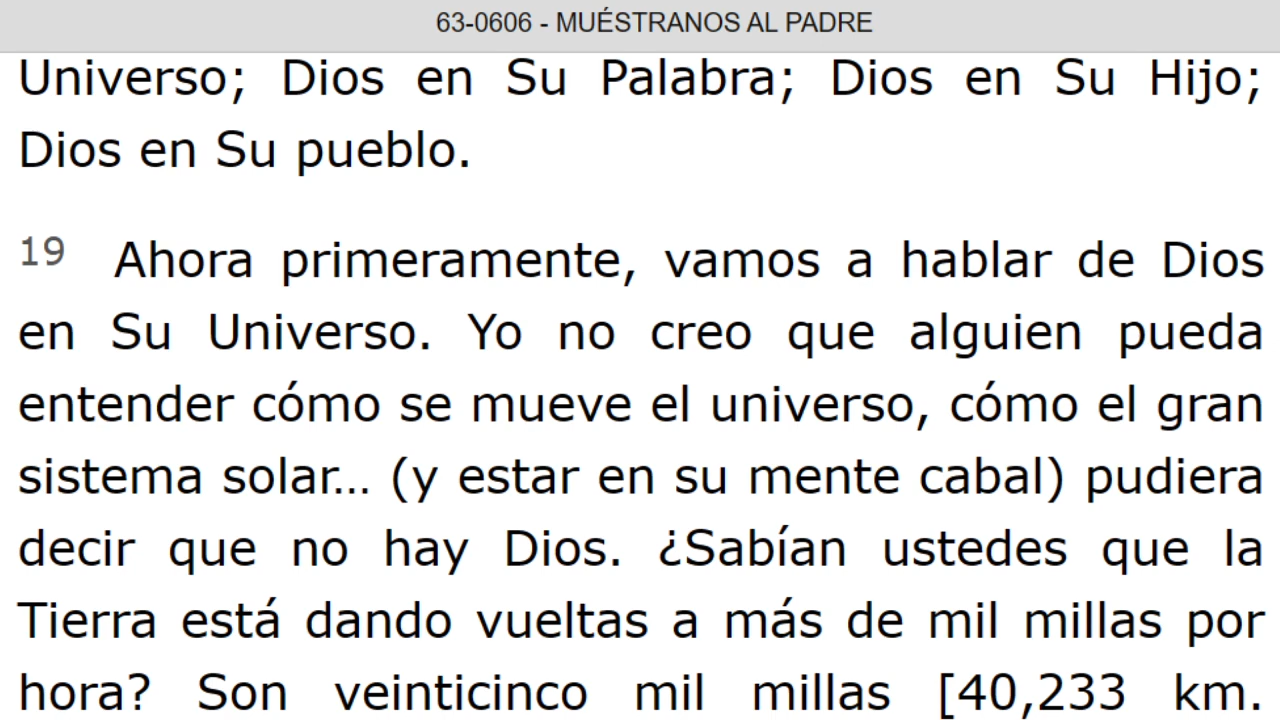 63-0606 - MUÉSTRANOS AL PADRE
Universo; Dios en Su Palabra; Dios en Su Hijo;
Dios en Su pueblo.
19 Ahora primeramente, vamos a hablar de Dios
en Su Universo. Yo no creo que alguien pueda
entender cómo se mueve el universo, cómo el gran
sistema solar... (y estar en su mente cabal) pudiera
decir que no hay Dios. ¿Sabían ustedes que la
Tierra está dando vueltas a más de mil millas por
hora? Son veinticinco mil millas [40,233 km.